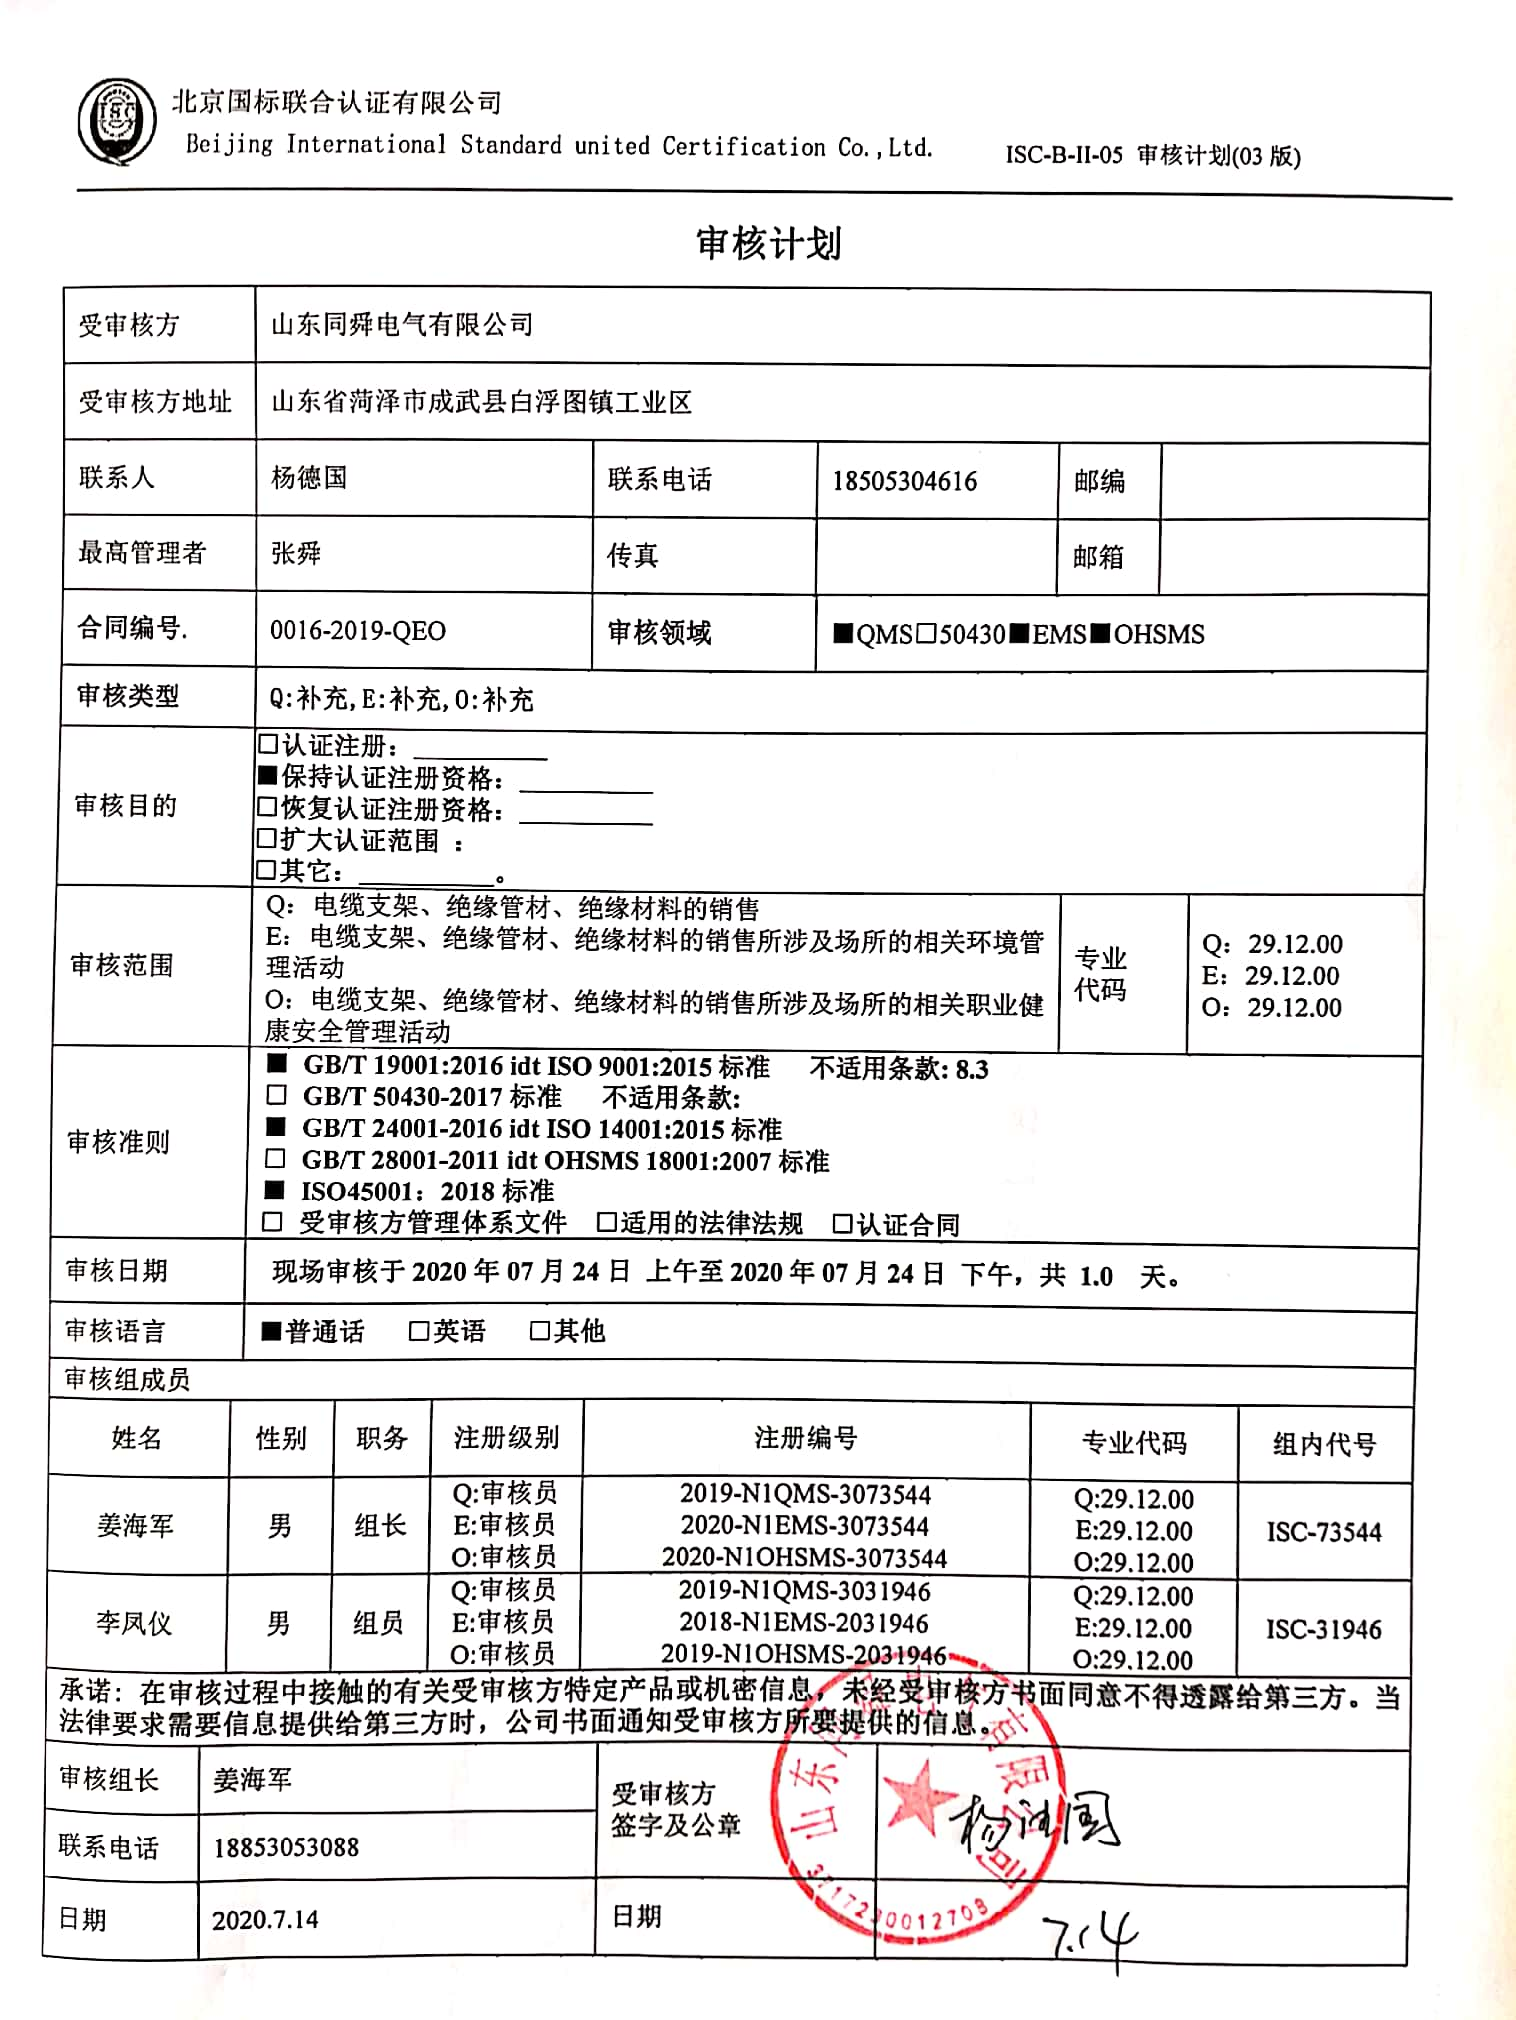 北京国标联合认证有限公司
Beijing International Standard united Certification Co.,Ltd.
ISC-B-II-05 审核计划(03 版)
审核计划
受审核方 山东同舜电气有限公司
受审核方地址 山东省菏泽市成武县白浮图镇工业区
联系人 杨德国 联系电话 18505304616 邮编
最高管理者 张舜 传真 邮箱
合同编号. 0016-2019-QEO 审核领域 ■QMS□50430■EMS■OHSMS
审核类型 Q:补充,E:补充,O:补充
审核目的
□认证注册：
■保持认证注册资格：
□恢复认证注册资格：
□扩大认证范围 ：
□其它：__________。
审核范围
Q：电缆支架、绝缘管材、绝缘材料的销售
E：电缆支架、绝缘管材、绝缘材料的销售所涉及场所的相关环境管
理活动
O：电缆支架、绝缘管材、绝缘材料的销售所涉及场所的相关职业健
康安全管理活动
专业
代码
Q：29.12.00
E：29.12.00
O：29.12.00
审核准则
■ GB/T 19001:2016 idt ISO 9001:2015 标准 不适用条款: 8.3
□ GB/T 50430-2017 标准 不适用条款:
■ GB/T 24001-2016 idt ISO 14001:2015 标准
□ GB/T 28001-2011 idt OHSMS 18001:2007 标准
■ ISO45001：2018 标准
□ 受审核方管理体系文件 □适用的法律法规 □认证合同
审核日期 现场审核于 2020 年 07 月 24 日 上午至 2020 年 07 月 24 日 下午，共 1.0 天。
审核语言 ■普通话 □英语 □其他
审核组成员
姓名 性别 职务 注册级别 注册编号 专业代码 组内代号
姜海军 男 组长
Q:审核员 2019-N1QMS-3073544 Q:29.12.00
E:审核员 2020-N1EMS-3073544 E:29.12.00
O:审核员 2020-N1OHSMS-3073544 O:29.12.00
ISC-73544
李凤仪 男 组员
Q:审核员 2019-N1QMS-3031946 Q:29.12.00
E:审核员 2018-N1EMS-2031946 E:29.12.00
O:审核员 2019-N1OHSMS-2031946 O:29.12.00
ISC-31946
承诺：在审核过程中接触的有关受审核方特定产品或机密信息，未经受审核方书面同意不得透露给第三方。当
法律要求需要信息提供给第三方时，公司书面通知受审核方所要提供的信息。
审核组长 姜海军
受审核方
签字及公章
杨德国
联系电话 18853053088
日期 2020.7.14 日期 7.14
山东同舜电气有限公司
3717230012708